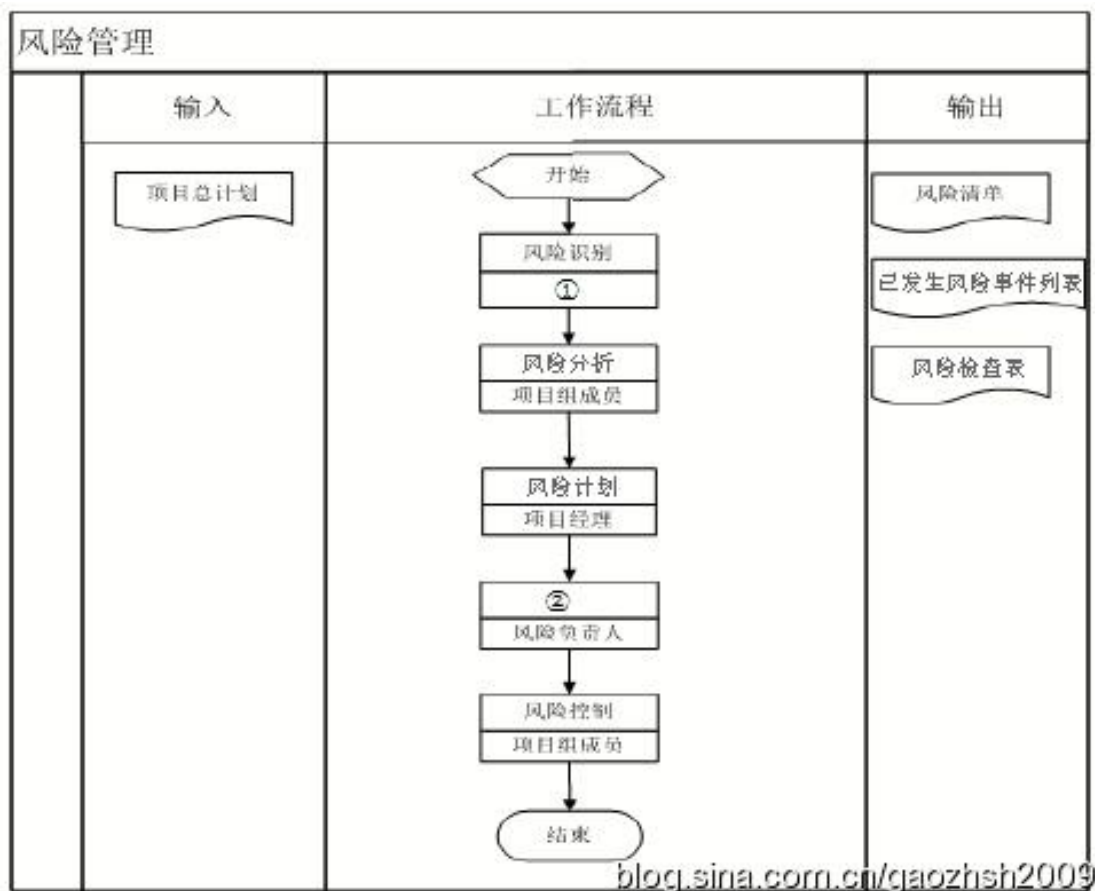 风险管理
输入
工作流程
输出
项目总计划
开始
风险清单
风险识别
①
已发生风险事件列表
风险分析
项目组成员
风险检查表
风险计划
项目经理
②
风险负责人
风险控制
项目组成员
结束
blog.sina.com.cn/gaozhsh2009